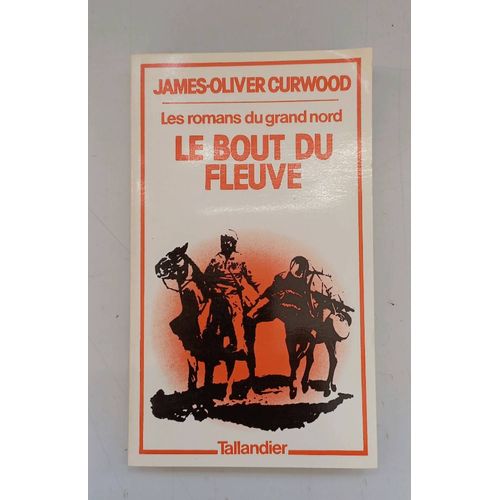 JAMES-OLIVER CURWOOD
Les romans du grand nord
LE BOUT DU
FLEUVE
Tallandier